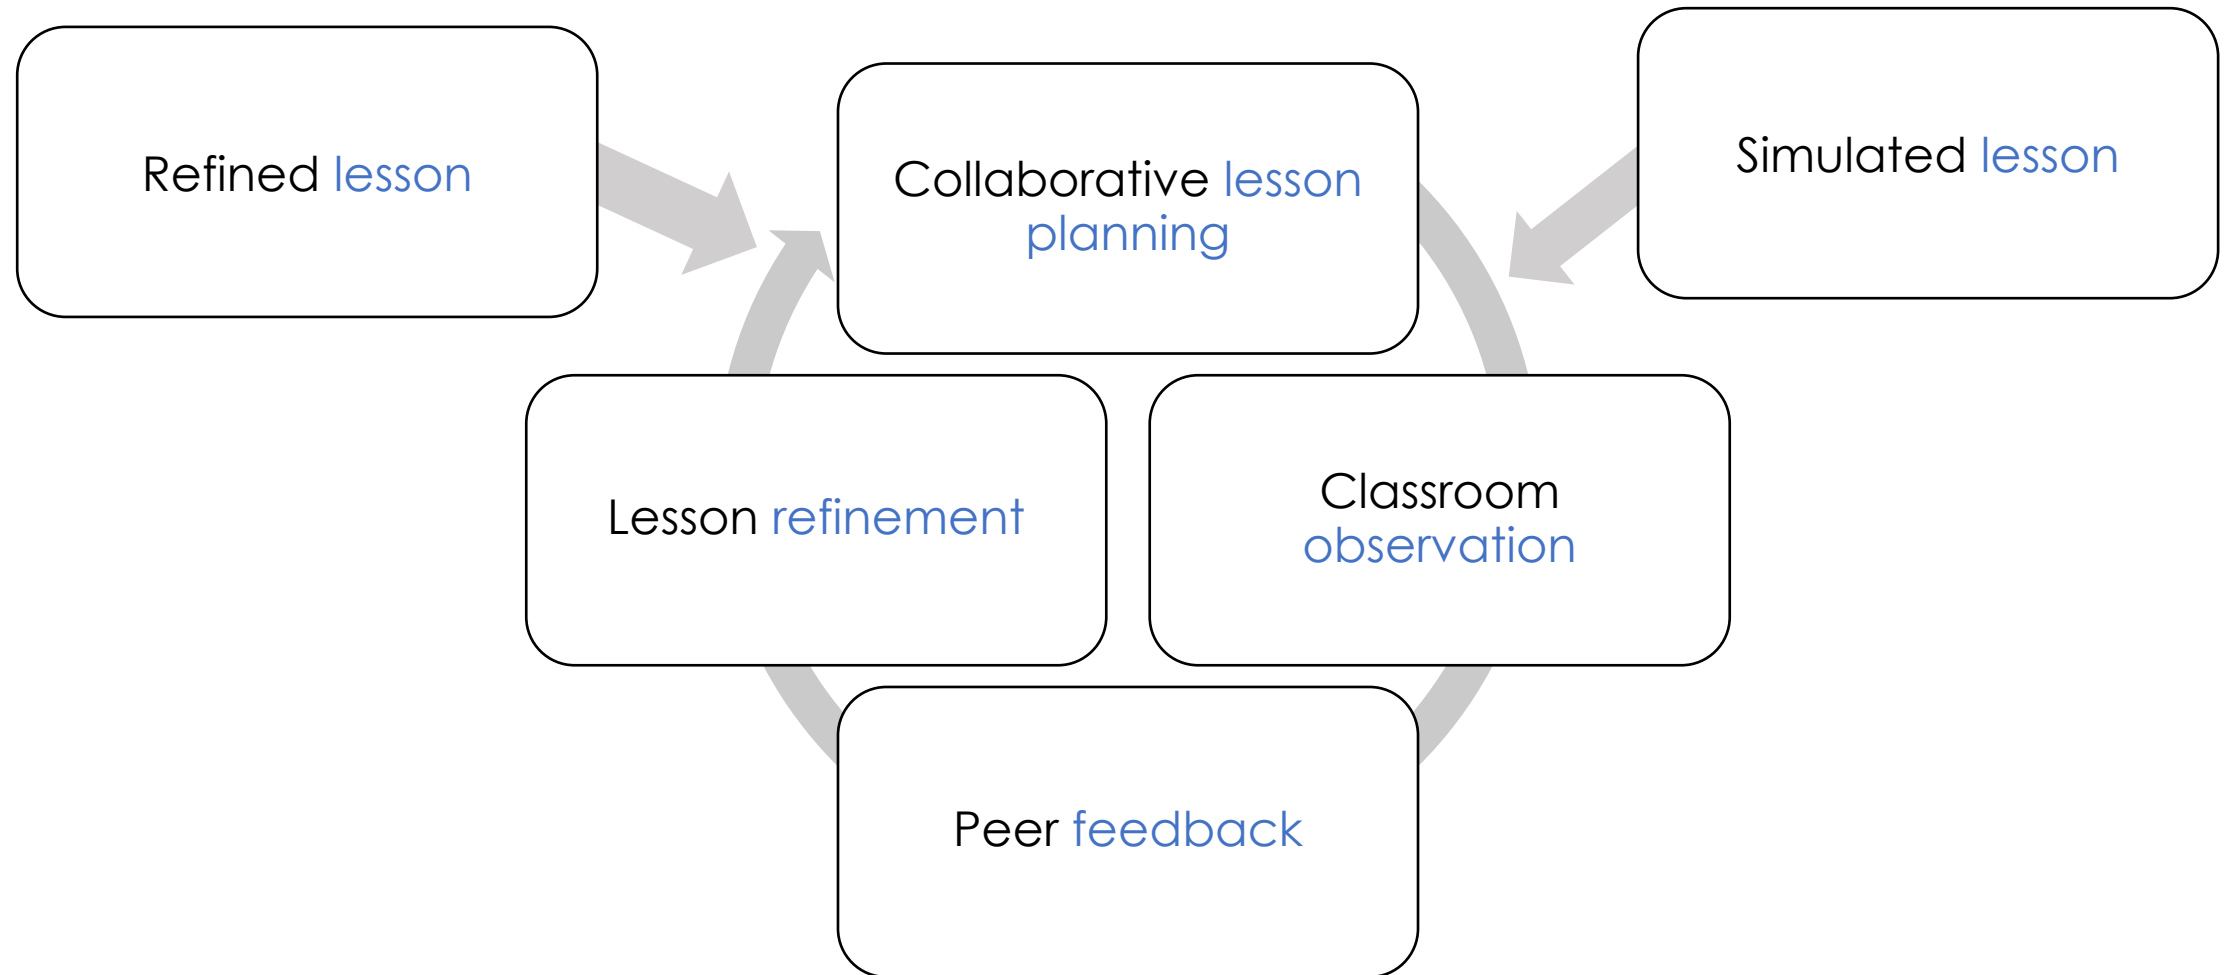 Refined lesson
Collaborative lesson
planning
Simulated lesson
Lesson refinement
Classroom
observation
Peer feedback